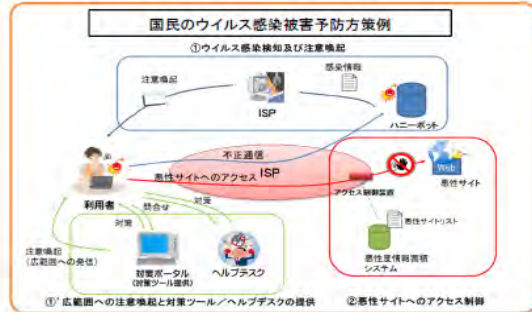 国民のウイルス感染被害予防方策例
①ウイルス感染検知及び注意喚起
感染情報
注意喚起
ISP
ハニーポット
不正通信
ISP
悪性サイトへのアクセス
Web
アクセス制御装置
悪性サイト
利用者
対策
問合せ
対策
悪性サイトリスト
注意喚起
(広範囲への発信)
対策ポータル
(対策ツール提供)
ヘルプデスク
悪性度情報蓄積
システム
①’広範囲への注意喚起と対策ツール/ヘルプデスクの提供
②悪性サイトへのアクセス制御